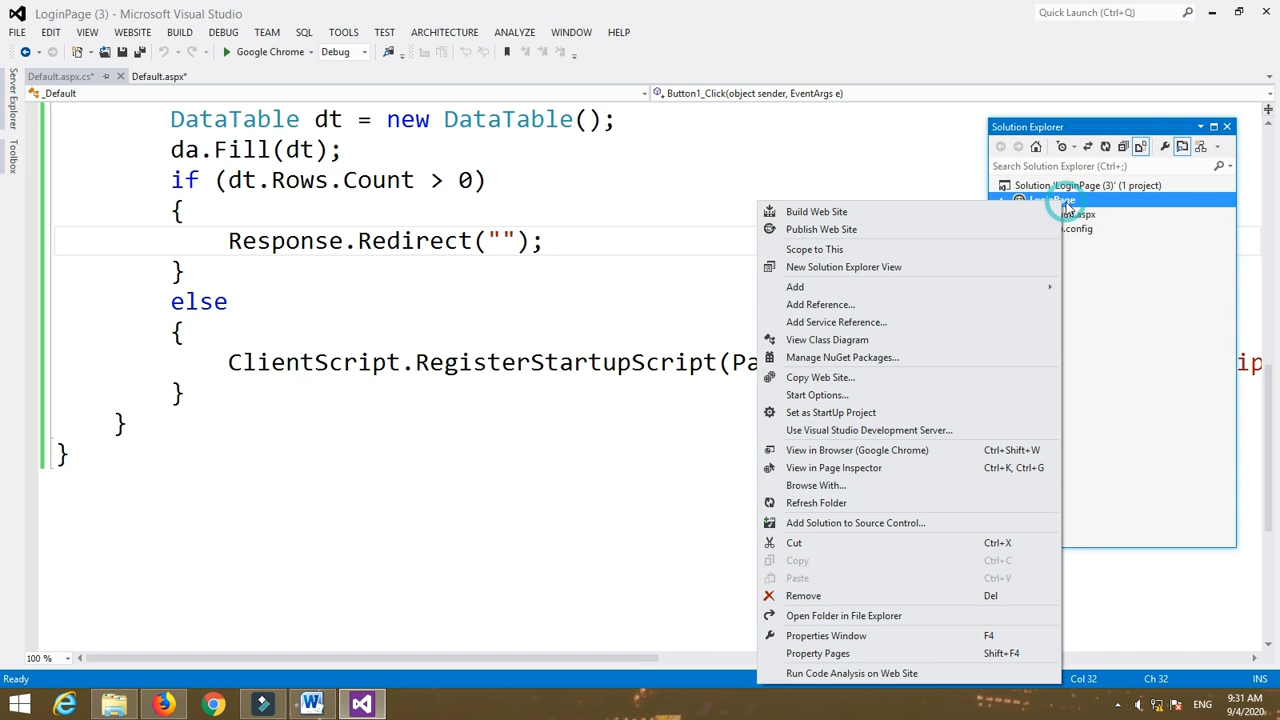 LoginPage (3) - Microsoft Visual Studio
Quick Launch (Ctrl+Q)
FILE EDIT VIEW WEBSITE BUILD DEBUG TEAM SQL TOOLS TEST ARCHITECTURE ANALYZE WINDOW HELP
Google Chrome Debug
Default.aspx.cs* Default.aspx*
_Default Button1_Click(object sender, EventArgs e)
Server Explorer
Toolbox
DataTable dt = new DataTable();
da.Fill(dt);
if (dt.Rows.Count > 0)
{
Response.Redirect("");
}
else
{
ClientScript.RegisterStartupScript(Pa
ip
}
}
}
Solution Explorer
Search Solution Explorer (Ctrl+;)
Solution 'LoginPage (3)' (1 project)
LoginPage
.aspx
.config
Build Web Site
Publish Web Site
Scope to This
New Solution Explorer View
Add
Add Reference...
Add Service Reference...
View Class Diagram
Manage NuGet Packages...
Copy Web Site...
Start Options...
Set as StartUp Project
Use Visual Studio Development Server...
View in Browser (Google Chrome) Ctrl+Shift+W
View in Page Inspector Ctrl+K, Ctrl+G
Browse With...
Refresh Folder
Add Solution to Source Control...
Cut Ctrl+X
Copy Ctrl+C
Paste Ctrl+V
Remove Del
Open Folder in File Explorer
Properties Window F4
Property Pages Shift+F4
Run Code Analysis on Web Site
100 %
Ready Col 32 Ch 32 INS
ENG
9:31 AM
9/4/2020